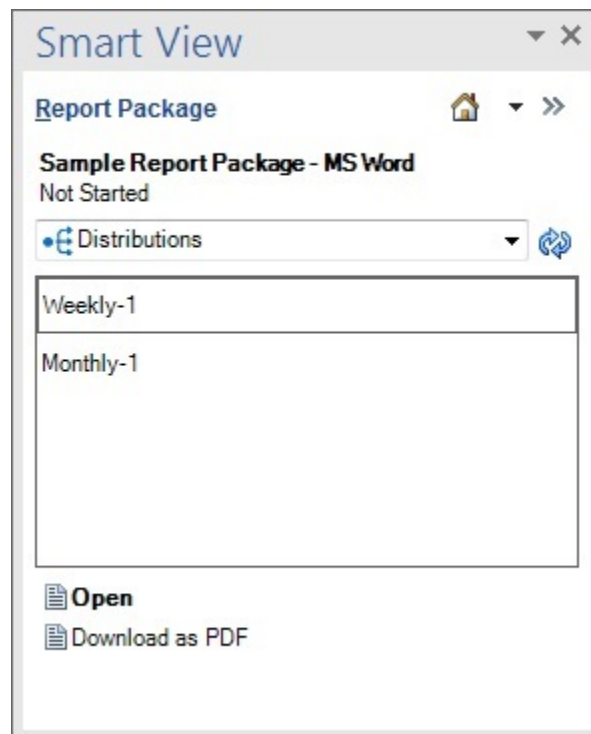 Smart View
Report Package
Sample Report Package - MS Word
Not Started
Distributions
Weekly-1
Monthly-1
Open
Download as PDF